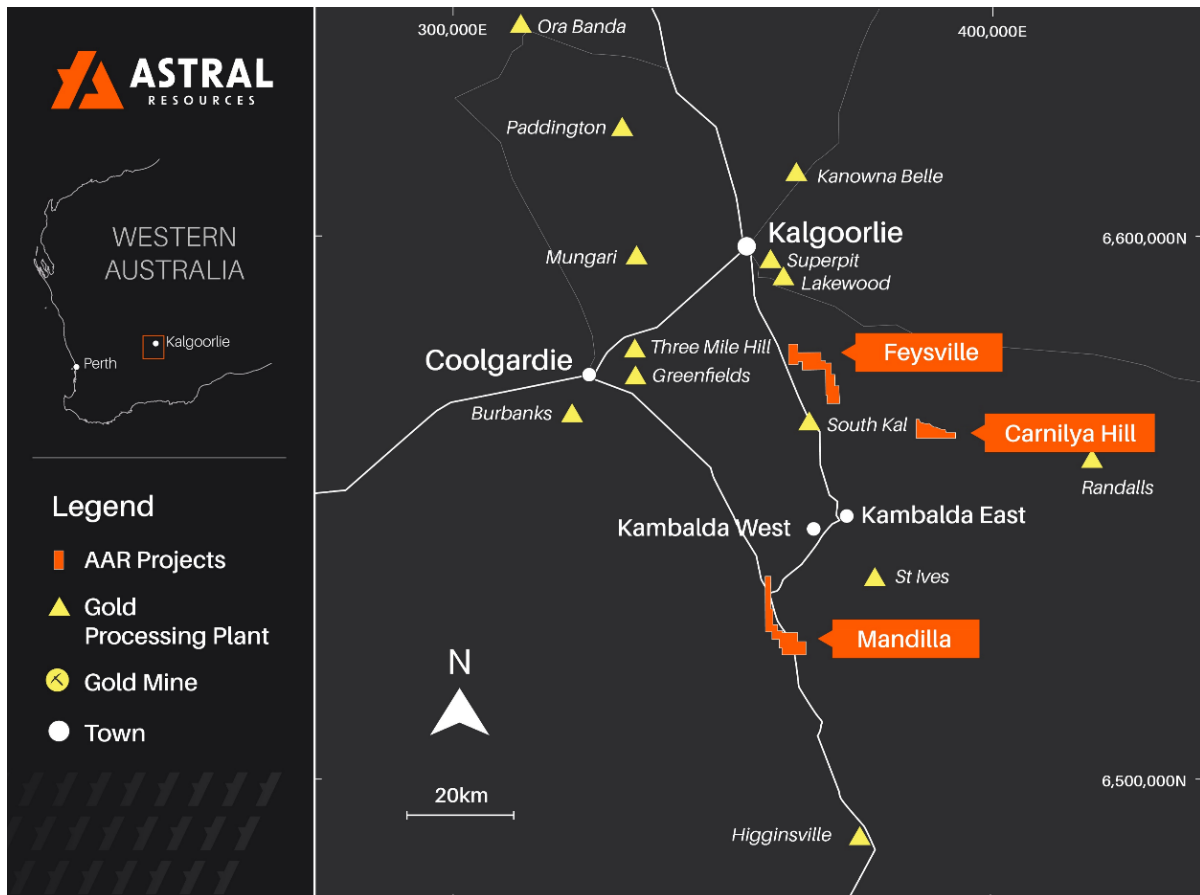 ASTRAL
RESOURCES
WESTERN
AUSTRALIA
Kalgoorlie
Perth
Legend
AAR Projects
Gold
Processing Plant
Gold Mine
Town
300,000E
400,000E
Ora Banda
Paddington
Kanowna Belle
Kalgoorlie
6,600,000N
Mungari
Superpit
Lakewood
Three Mile Hill
Feysville
Coolgardie
Greenfields
Burbanks
South Kal
Carnilya Hill
Randalls
Kambalda East
Kambalda West
St Ives
Mandilla
N
20km
6,500,000N
Higginsville